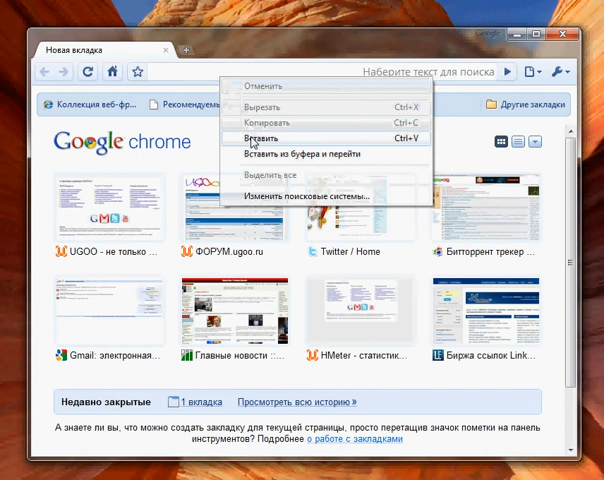 Google
Новая вкладка
Наберите текст для поиска
Отменить
Коллекция веб-фр...
Рекомендуемы
Другие закладки
Вырезать Ctrl+X
Копировать Ctrl+C
Вставить Ctrl+V
Вставить из буфера и перейти
Выделить все
Изменить поисковые системы...
Google chrome
UGOO - не только ...
ФОРУМ.ugoo.ru
Twitter / Home
Битторрент трекер ...
Gmail: электронная...
Главные новости ::...
HMeter - статистик...
Биржа ссылок Link...
Недавно закрытые
1 вкладка
Просмотреть всю историю »
А знаете ли вы, что можно создать закладку для текущей страницы, просто перетащив значок пометки на панель
инструментов? Подробнее о работе с закладками